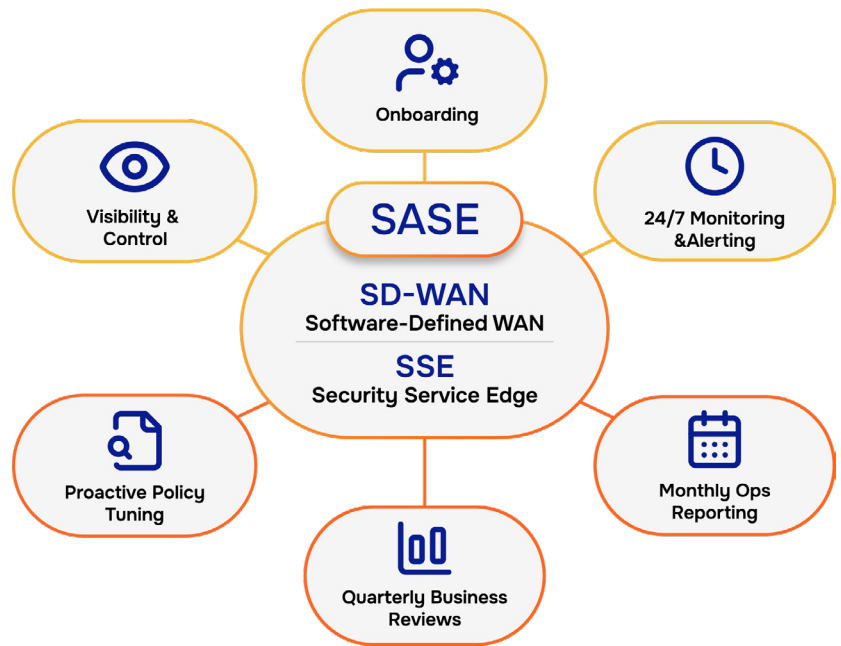 Onboarding
Visibility &
Control
24/7 Monitoring
&Alerting
SASE
SD-WAN
Software-Defined WAN
SSE
Security Service Edge
Proactive Policy
Tuning
Monthly Ops
Reporting
Quarterly Business
Reviews